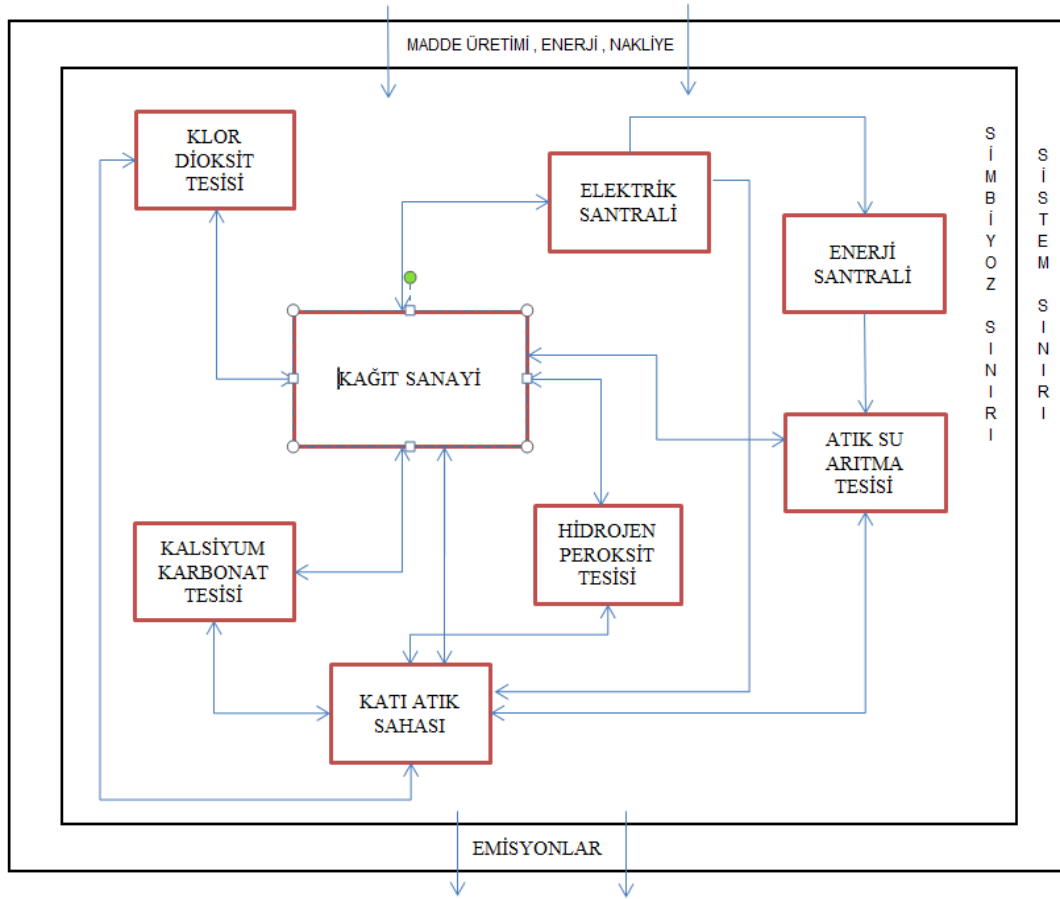 MADDE ÜRETİMİ , ENERJİ , NAKLİYE
KLOR
DİOKSİT
TESİSİ
ELEKTRİK
SANTRALİ
ENERJİ
SANTRALİ
KAĞIT SANAYİ
ATIK SU
ARITMA
TESİSİ
HİDROJEN
PEROKSİT
TESİSİ
KALSİYUM
KARBONAT
TESİSİ
KATI ATIK
SAHASI
SİMBİYOZ SINIRI
SİSTEM SINIRI
EMİSYONLAR